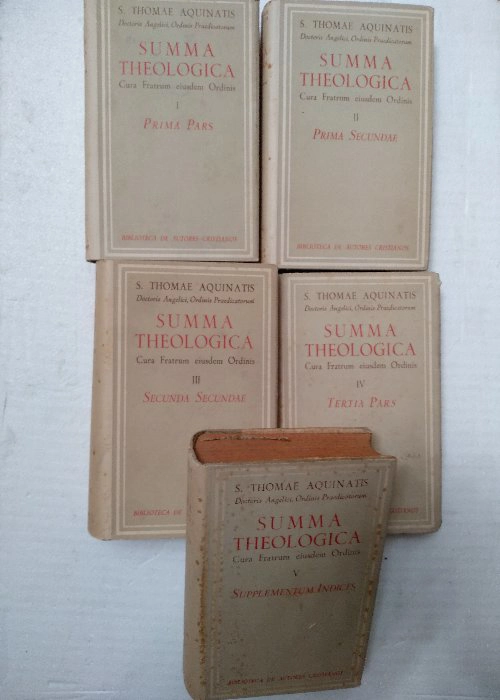 S. THOMAE AQUINATIS
Doctoris Angelici, Ordinis Praedicatorum
SUMMA
THEOLOGICA
Cura Fratrum eiusdem Ordinis
I
PRIMA PARS
BIBLIOTECA DE AUTORES CRISTIANOS
S. THOMAE AQUINATIS
Doctoris Angelici, Ordinis Praedicatorum
SUMMA
THEOLOGICA
Cura Fratrum eiusdem Ordinis
II
PRIMA SECUNDAE
BIBLIOTECA DE AUTORES CRISTIANOS
S. THOMAE AQUINATIS
Doctoris Angelici, Ordinis Praedicatorum
SUMMA
THEOLOGICA
Cura Fratrum eiusdem Ordinis
III
SECUNDA SECUNDAE
BIBLIOTECA DE
S. THOMAE AQUINATIS
Doctoris Angelici, Ordinis Praedicatorum
SUMMA
THEOLOGICA
Cura Fratrum eiusdem Ordinis
IV
TERTIA PARS
S. THOMAE AQUINATIS
Doctoris Angelici, Ordinis Praedicatorum
SUMMA
THEOLOGICA
Cura Fratrum eiusdem Ordinis
V
SUPPLEMENTUM INDICES
BIBLIOTECA DE AUTORES CRISTIANOS